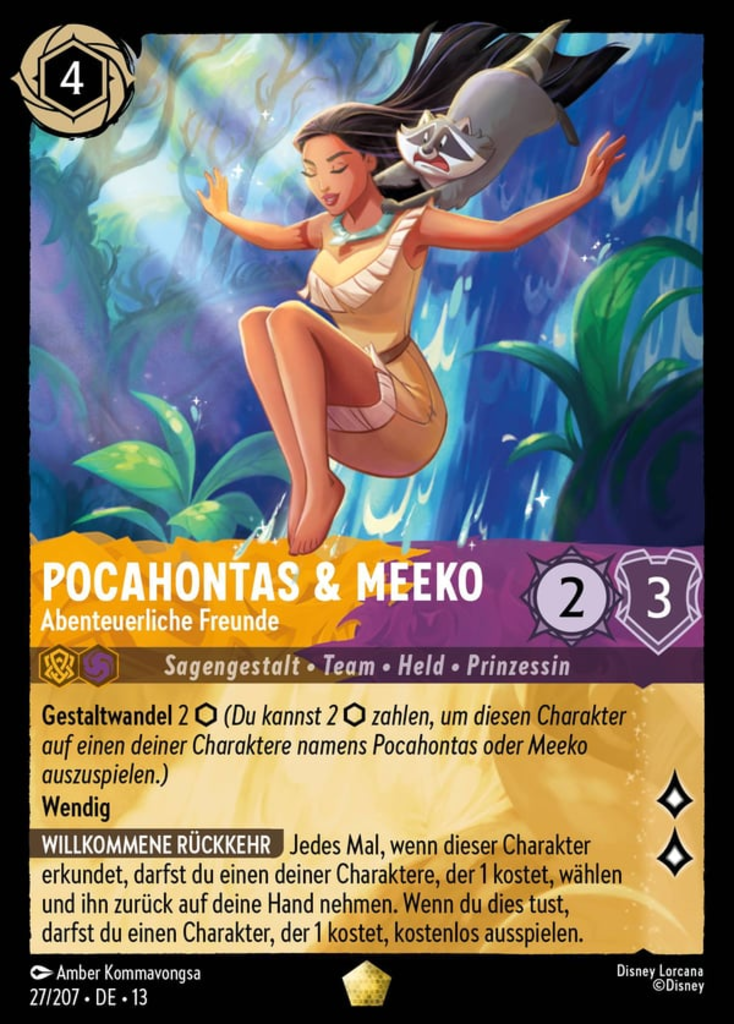 4
POCAHONTAS & MEEKO
Abenteuerliche Freunde
2
3
Sagengestalt • Team • Held • Prinzessin
Gestaltwandel 2 ⬡ (Du kannst 2 ⬡ zahlen, um diesen Charakter
auf einen deiner Charaktere namens Pocahontas oder Meeko
auszuspielen.)
Wendig
WILLKOMMENE RÜCKKEHR Jedes Mal, wenn dieser Charakter
erkundet, darfst du einen deiner Charaktere, der 1 kostet, wählen
und ihn zurück auf deine Hand nehmen. Wenn du dies tust,
darfst du einen Charakter, der 1 kostet, kostenlos ausspielen.
Amber Kommavongsa
27/207 • DE • 13
Disney Lorcana
©Disney